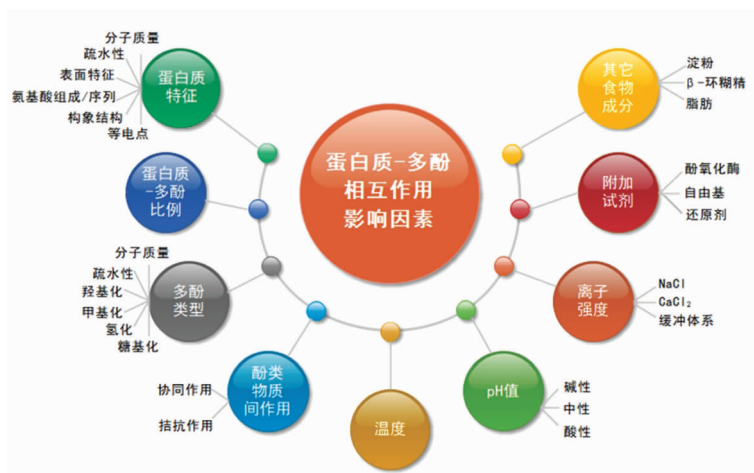 蛋白质-多酚
相互作用
影响因素
蛋白质
特征
分子质量
疏水性
表面特征
氨基酸组成/序列
构象结构
等电点
蛋白质
-多酚
比例
多酚
类型
分子质量
疏水性
羟基化
甲基化
氢化
糖基化
酚类
物质
间作用
协同作用
拮抗作用
温度
pH值
碱性
中性
酸性
离子
强度
NaCl
CaCl₂
缓冲体系
附加
试剂
酚氧化酶
自由基
还原剂
其它
食物
成分
淀粉
β-环糊精
脂肪